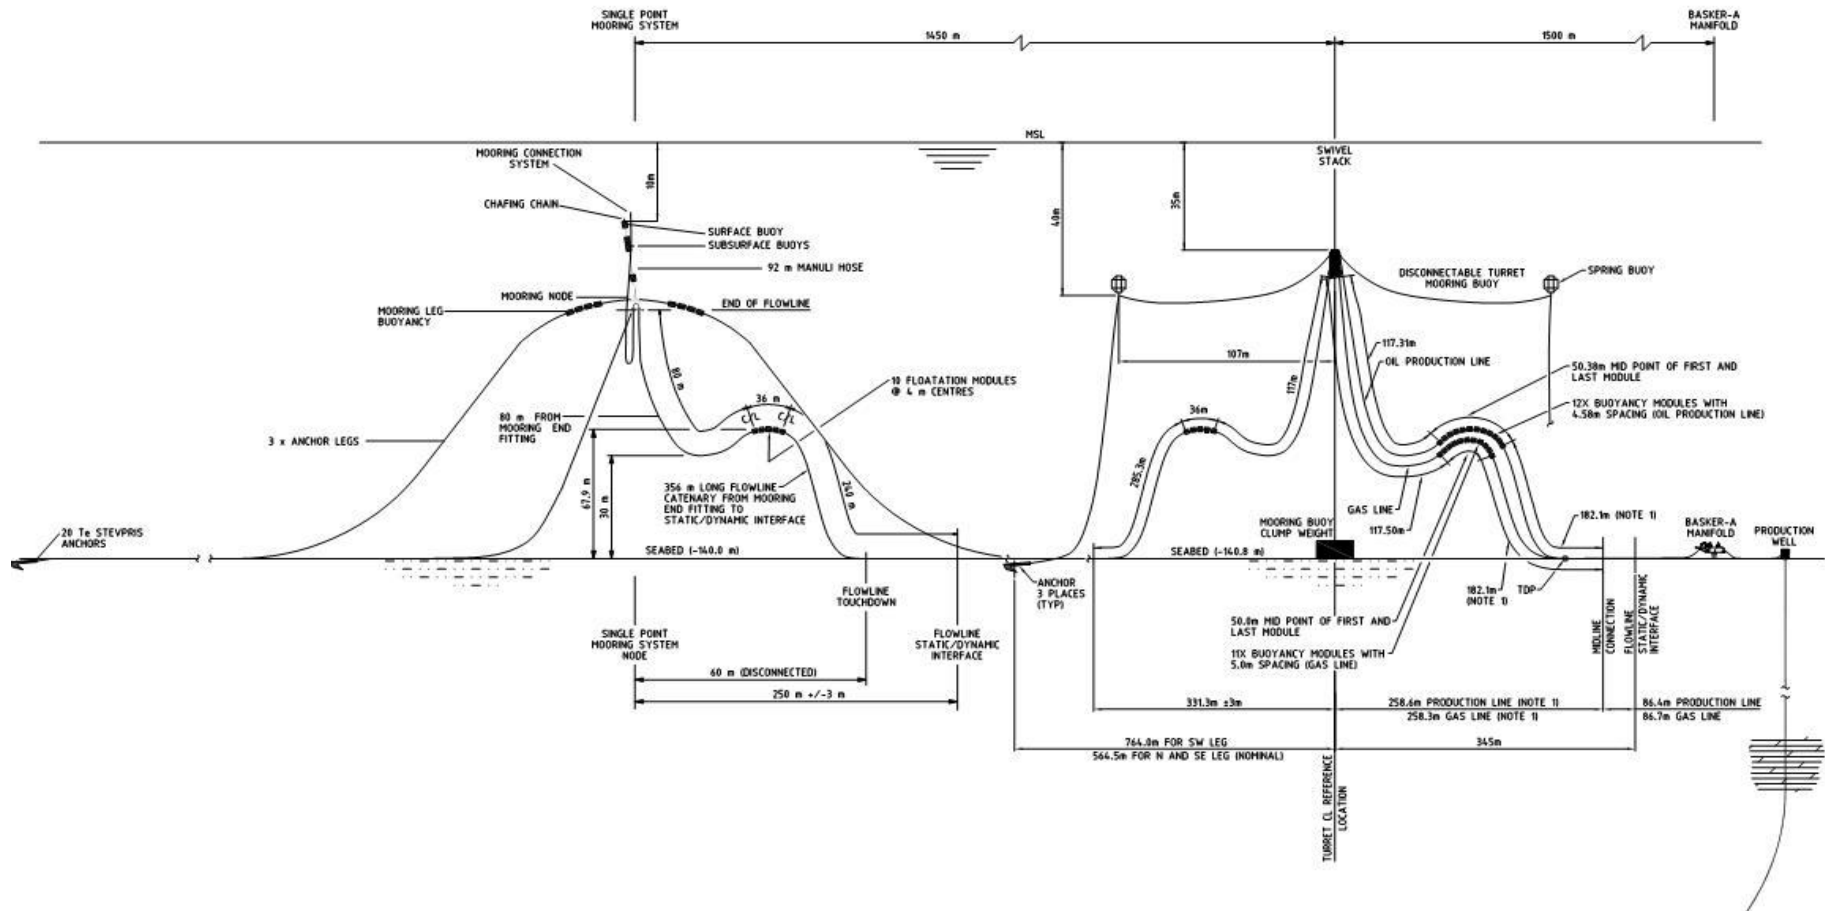 SINGLE POINT
MOORING SYSTEM
BASKER-A
MANIFOLD
1450 m
1500 m
MSL
MOORING CONNECTION
SYSTEM
10m
SWIVEL
STACK
CHAFING CHAIN
35m
40m
SURFACE BUOY
SUBSURFACE BUOYS
92 m MANULI HOSE
DISCONNECTABLE TURRET
MOORING BUOY
SPRING BUOY
MOORING NODE
END OF FLOWLINE
MOORING LEG
BUOYANCY
117.31m
OIL PRODUCTION LINE
107m
50.38m MID POINT OF FIRST AND
LAST MODULE
80 m
10 FLOATATION MODULES
@ 4 m CENTRES
117m
36 m
C/L
C/L
36m
12X BUOYANCY MODULES WITH
4.58m SPACING (OIL PRODUCTION LINE)
80 m FROM
MOORING END
FITTING
3 x ANCHOR LEGS
285.3m
67.9 m
30 m
356 m LONG FLOWLINE
CATENARY FROM MOORING
END FITTING TO
STATIC/DYNAMIC INTERFACE
240 m
GAS LINE
117.50m
182.1m (NOTE 1)
MOORING BUOY
CLUMP WEIGHT
BASKER-A
MANIFOLD
PRODUCTION
WELL
20 Te STEVPRIS
ANCHORS
SEABED (-140.0 m)
SEABED (-140.8 m)
FLOWLINE
TOUCHDOWN
ANCHOR
3 PLACES
(TYP)
182.1m
(NOTE 1)
TDP
50.0m MID POINT OF FIRST AND
LAST MODULE
MIDLINE
CONNECTION
FLOWLINE
STATIC/DYNAMIC
INTERFACE
SINGLE POINT
MOORING SYSTEM
NODE
FLOWLINE
STATIC/DYNAMIC
INTERFACE
11X BUOYANCY MODULES WITH
5.0m SPACING (GAS LINE)
60 m (DISCONNECTED)
250 m +/-3 m
331.3m ±3m
258.6m PRODUCTION LINE (NOTE 1)
258.3m GAS LINE (NOTE 1)
86.4m PRODUCTION LINE
86.7m GAS LINE
764.0m FOR SW LEG
564.5m FOR N AND SE LEG (NOMINAL)
345m
TURRET CL REFERENCE
LOCATION